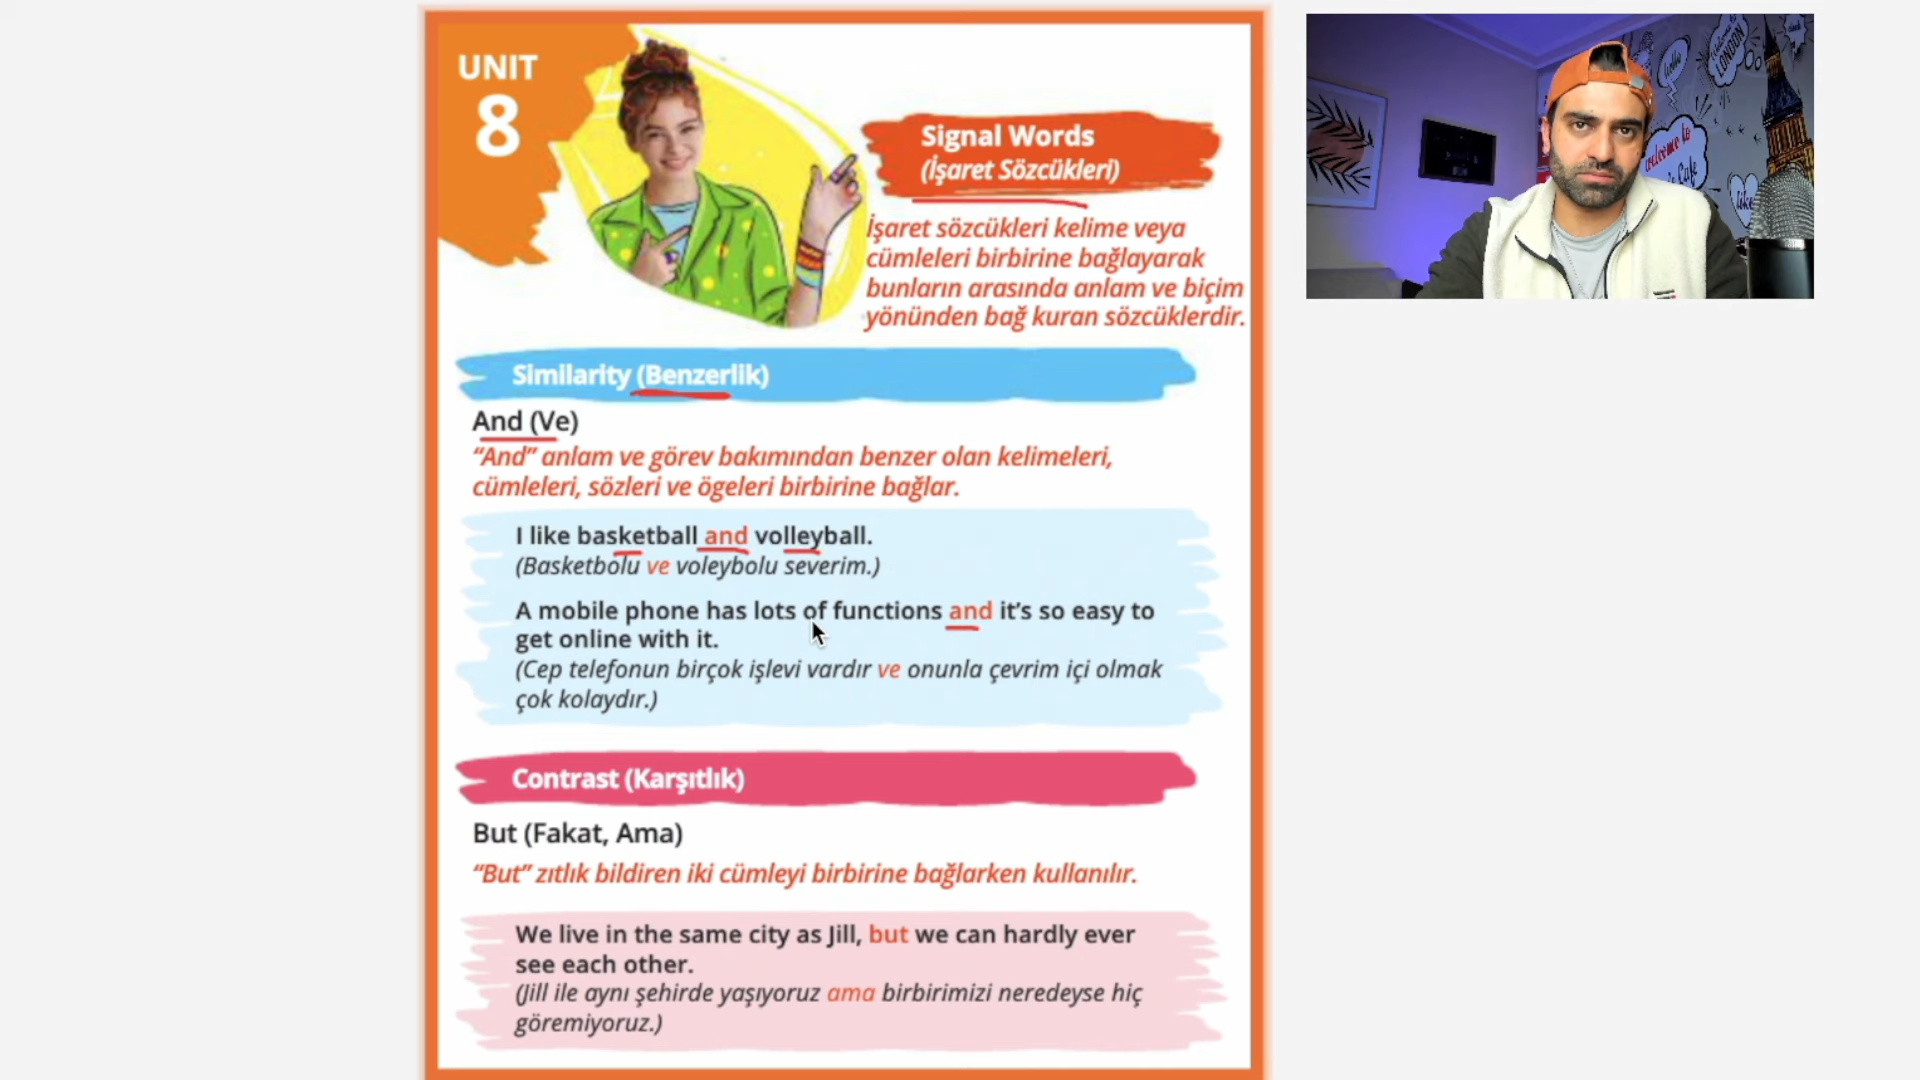 UNIT
8
Signal Words
(İşaret Sözcükleri)
İşaret sözcükleri kelime veya
cümleleri birbirine bağlayarak
bunların arasında anlam ve biçim
yönünden bağ kuran sözcüklerdir.
Similarity (Benzerlik)
And (Ve)
“And” anlam ve görev bakımından benzer olan kelimeleri,
cümleleri, sözleri ve ögeleri birbirine bağlar.
I like basketball and volleyball.
(Basketbolu ve voleybolu severim.)
A mobile phone has lots of functions and it’s so easy to
get online with it.
(Cep telefonun birçok işlevi vardır ve onunla çevrim içi olmak
çok kolaydır.)
Contrast (Karşıtlık)
But (Fakat, Ama)
“But” zıtlık bildiren iki cümleyi birbirine bağlarken kullanılır.
We live in the same city as Jill, but we can hardly ever
see each other.
(Jill ile aynı şehirde yaşıyoruz ama birbirimizi neredeyse hiç
göremiyoruz.)
hello
LONDON
welcome to
Cafe
like